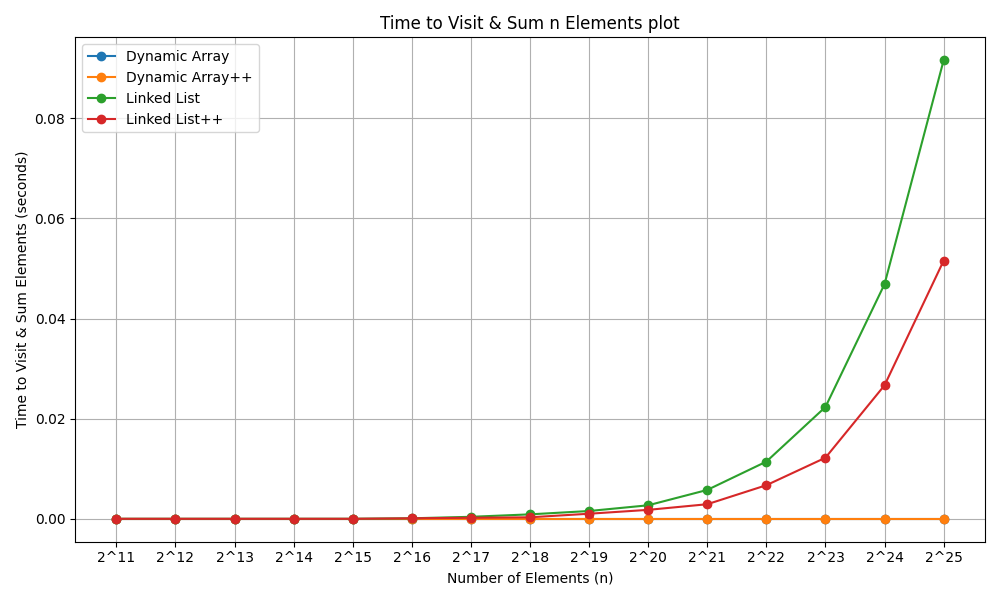 Time to Visit & Sum n Elements plot
Dynamic Array
Dynamic Array++
Linked List
Linked List++
Time to Visit & Sum Elements (seconds)
0.08
0.06
0.04
0.02
0.00
2^11 2^12 2^13 2^14 2^15 2^16 2^17 2^18 2^19 2^20 2^21 2^22 2^23 2^24 2^25
Number of Elements (n)